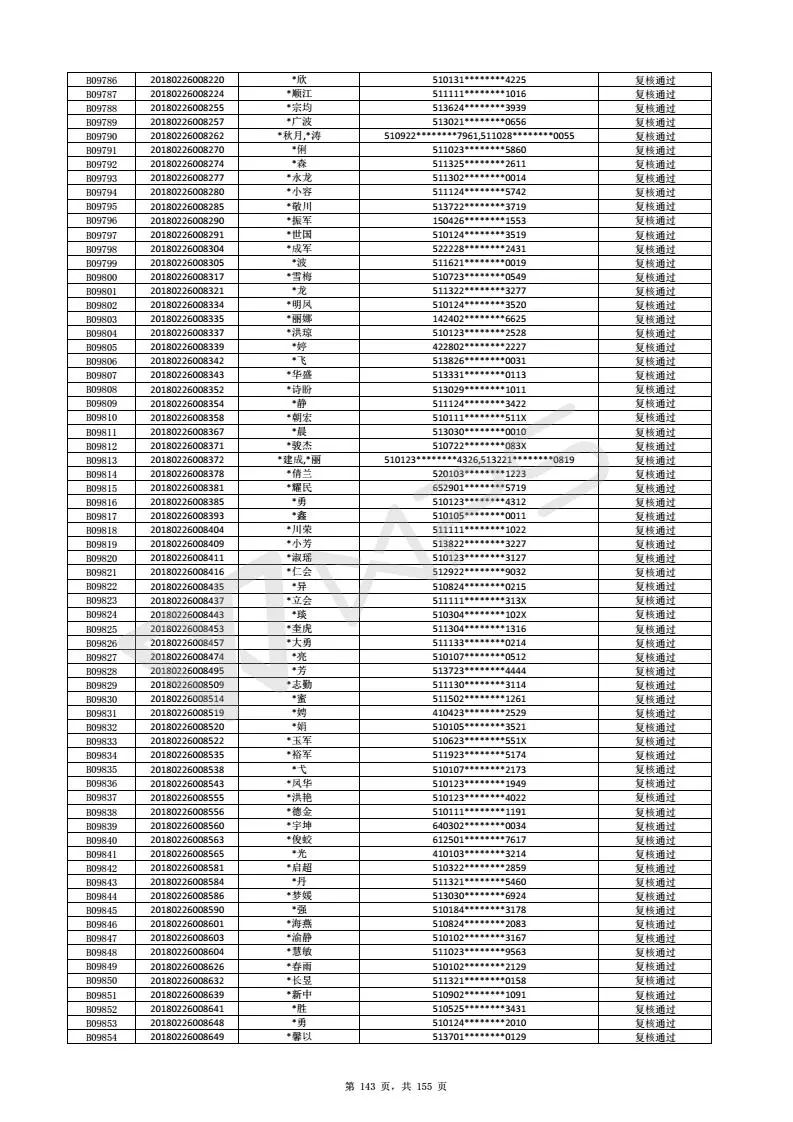 B09786 20180226008220 *欣 510131********4225 复核通过
B09787 20180226008224 *顺江 511111********1016 复核通过
B09788 20180226008255 *宗均 513624********3939 复核通过
B09789 20180226008257 *广波 513021********0656 复核通过
B09790 20180226008262 *秋月,*涛 510922********7961,511028********0055 复核通过
B09791 20180226008270 *俐 511023********5860 复核通过
B09792 20180226008274 *森 511325********2611 复核通过
B09793 20180226008277 *永龙 511302********0014 复核通过
B09794 20180226008280 *小容 511124********5742 复核通过
B09795 20180226008285 *敬川 513722********3719 复核通过
B09796 20180226008290 *振军 150426********1553 复核通过
B09797 20180226008291 *世国 510124********3519 复核通过
B09798 20180226008304 *成军 522228********2431 复核通过
B09799 20180226008305 *波 511621********0019 复核通过
B09800 20180226008317 *雪梅 510723********0549 复核通过
B09801 20180226008321 *龙 511322********3277 复核通过
B09802 20180226008334 *明凤 510124********3520 复核通过
B09803 20180226008335 *丽娜 142402********6625 复核通过
B09804 20180226008337 *洪琼 510123********2528 复核通过
B09805 20180226008339 *婷 422802********2227 复核通过
B09806 20180226008342 *飞 513826********0031 复核通过
B09807 20180226008343 *华盛 513331********0113 复核通过
B09808 20180226008352 *诗盼 513029********1011 复核通过
B09809 20180226008354 *静 511124********3422 复核通过
B09810 20180226008358 *朝宏 510111********511X 复核通过
B09811 20180226008367 *晨 513030********0010 复核通过
B09812 20180226008371 *骏杰 510722********083X 复核通过
B09813 20180226008372 *建成,*丽 510123********4326,513221********0819 复核通过
B09814 20180226008378 *倩兰 520103********1223 复核通过
B09815 20180226008381 *耀民 652901********5719 复核通过
B09816 20180226008385 *勇 510123********4312 复核通过
B09817 20180226008393 *鑫 510105********0011 复核通过
B09818 20180226008404 *川荣 511111********1022 复核通过
B09819 20180226008409 *小芳 513822********3227 复核通过
B09820 20180226008411 *淑瑶 510123********3127 复核通过
B09821 20180226008416 *仁会 512922********9032 复核通过
B09822 20180226008435 *异 510824********0215 复核通过
B09823 20180226008437 *立会 511111********313X 复核通过
B09824 20180226008443 *琰 510304********102X 复核通过
B09825 20180226008453 *奎虎 511304********1316 复核通过
B09826 20180226008457 *大勇 511133********0214 复核通过
B09827 20180226008474 *亮 510107********0512 复核通过
B09828 20180226008495 *芳 513723********4444 复核通过
B09829 20180226008509 *志勤 511130********3114 复核通过
B09830 20180226008514 *蜜 511502********1261 复核通过
B09831 20180226008519 *娉 410423********2529 复核通过
B09832 20180226008520 *娟 510105********3521 复核通过
B09833 20180226008522 *玉军 510623********551X 复核通过
B09834 20180226008535 *裕军 511923********5174 复核通过
B09835 20180226008538 *弋 510107********2173 复核通过
B09836 20180226008543 *凤华 510123********1949 复核通过
B09837 20180226008555 *洪艳 510123********4022 复核通过
B09838 20180226008556 *德金 510111********1191 复核通过
B09839 20180226008560 *宇坤 640302********0034 复核通过
B09840 20180226008563 *俊蛟 612501********7617 复核通过
B09841 20180226008565 *光 410103********3214 复核通过
B09842 20180226008581 *启超 510322********2859 复核通过
B09843 20180226008584 *丹 511321********5460 复核通过
B09844 20180226008586 *梦媛 513030********6924 复核通过
B09845 20180226008590 *强 510184********3178 复核通过
B09846 20180226008601 *海燕 510824********2083 复核通过
B09847 20180226008603 *渝静 510102********3167 复核通过
B09848 20180226008604 *慧敏 511023********9563 复核通过
B09849 20180226008626 *春雨 510102********2129 复核通过
B09850 20180226008632 *长昱 511321********0158 复核通过
B09851 20180226008639 *新中 510902********1091 复核通过
B09852 20180226008641 *胜 510525********3431 复核通过
B09853 20180226008648 *勇 510124********2010 复核通过
B09854 20180226008649 *馨以 513701********0129 复核通过
WPS
第 143 页，共 155 页